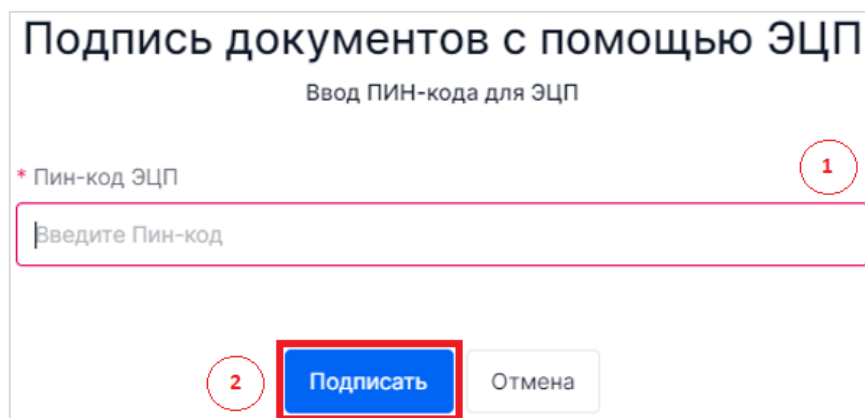 Подпись документов с помощью ЭЦП
Ввод ПИН-кода для ЭЦП
* Пин-код ЭЦП
1
Введите Пин-код
2
Подписать
Отмена